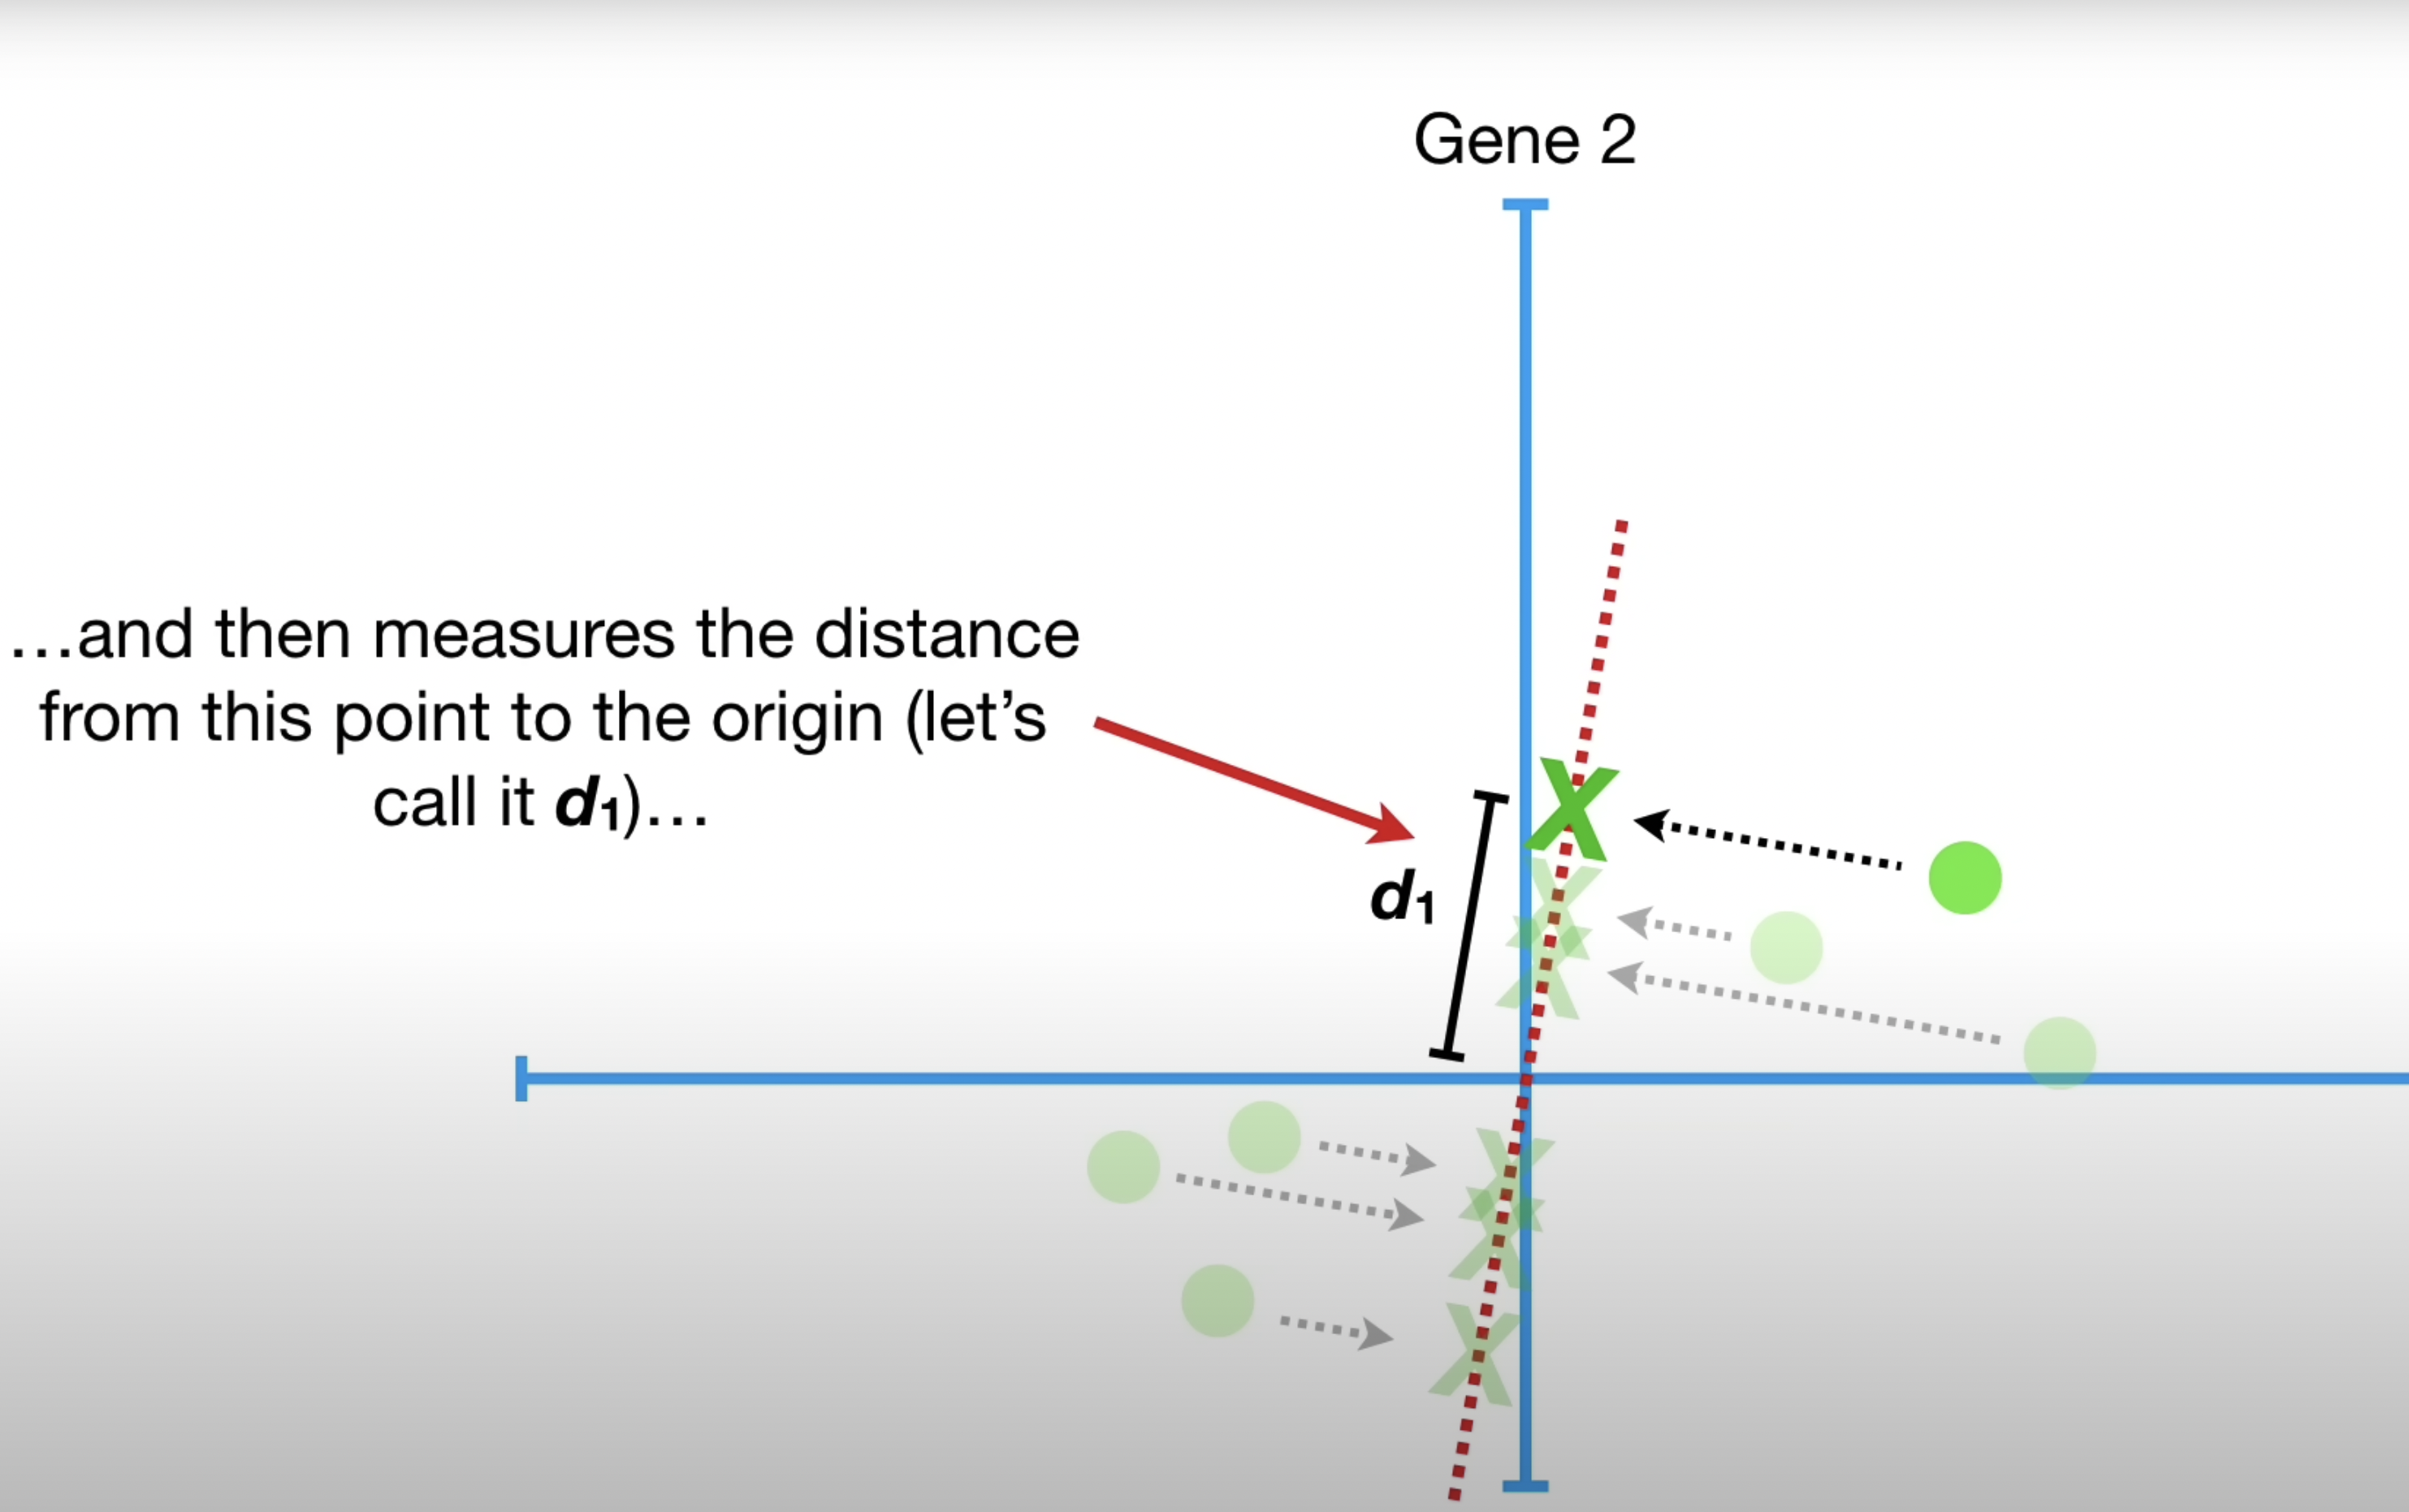 Gene 2
...and then measures the distance
from this point to the origin (let’s
call it d1)...
d1